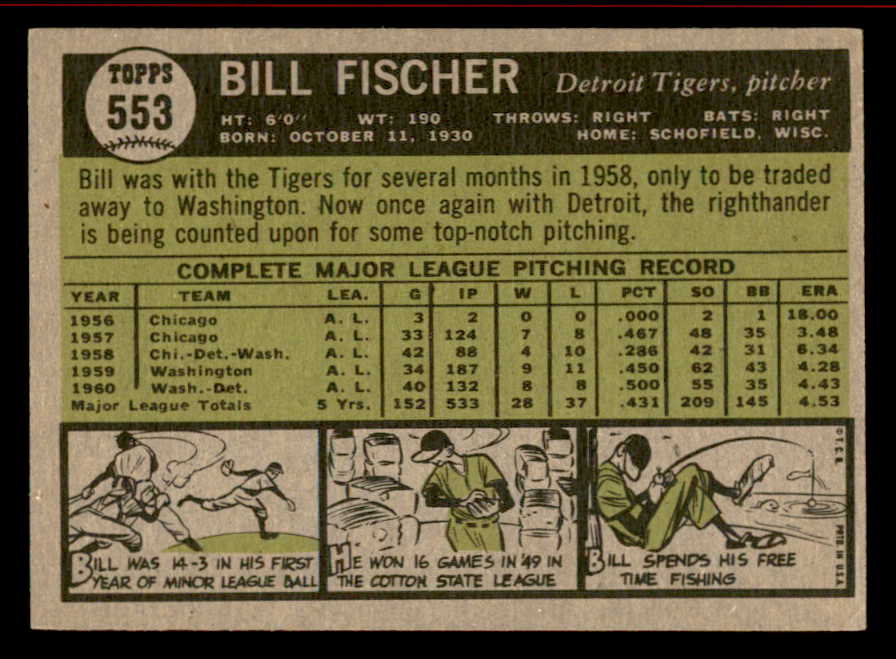 TOPPS
553
BILL FISCHER Detroit Tigers, pitcher
HT: 6'0" WT: 190 THROWS: RIGHT BATS: RIGHT
BORN: OCTOBER 11, 1930 HOME: SCHOFIELD, WISC.
Bill was with the Tigers for several months in 1958, only to be traded
away to Washington. Now once again with Detroit, the righthander
is being counted upon for some top-notch pitching.
COMPLETE MAJOR LEAGUE PITCHING RECORD
YEAR TEAM LEA. G IP W L PCT SO BB ERA
1956 Chicago A. L. 3 2 0 0 .000 2 1 18.00
1957 Chicago A. L. 33 124 7 8 .467 48 35 3.48
1958 Chi.-Det.-Wash. A. L. 42 88 4 10 .286 42 31 6.34
1959 Washington A. L. 34 187 9 11 .450 62 43 4.28
1960 Wash.-Det. A. L. 40 132 8 8 .500 55 35 4.43
Major League Totals 5 Yrs. 152 533 28 37 .431 209 145 4.53
BILL WAS 14-3 IN HIS FIRST
YEAR OF MINOR LEAGUE BALL
HE WON 16 GAMES IN '49 IN
THE COTTON STATE LEAGUE
BILL SPENDS HIS FREE
TIME FISHING
© T.C.G. PRTD IN U.S.A.